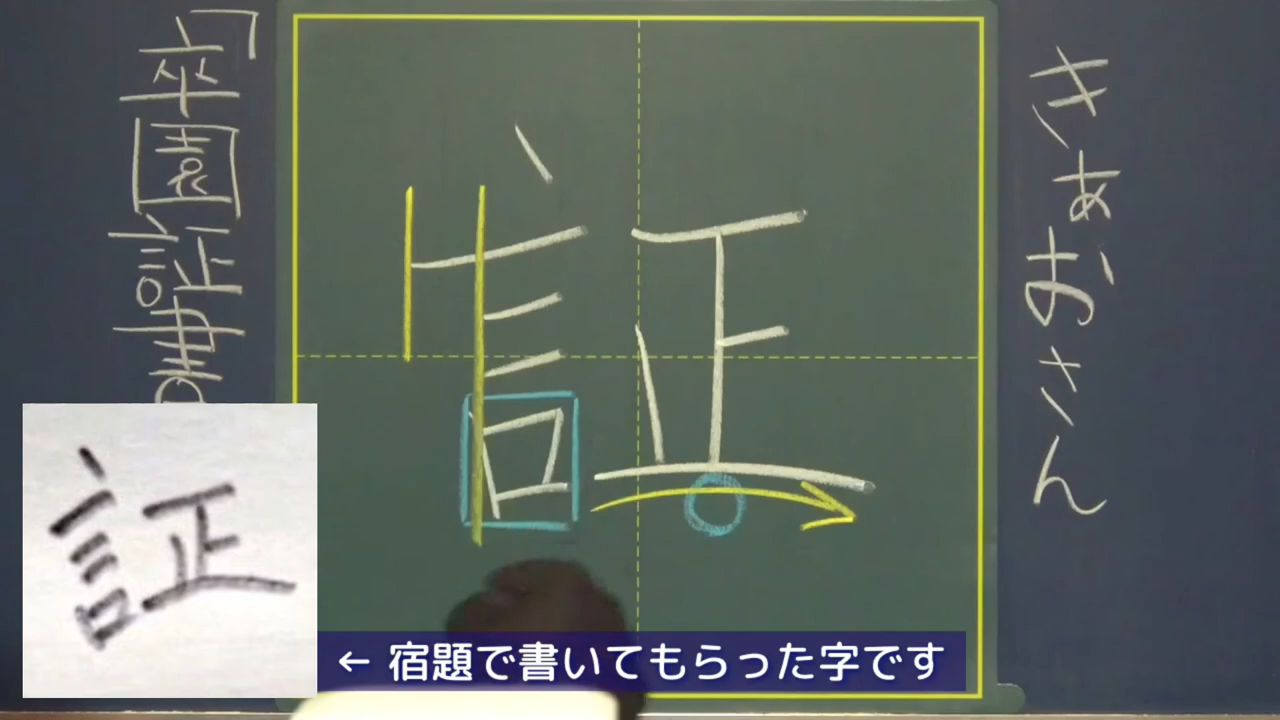 きぁおさん
証
「卒園証書
証
← 宿題で書いてもらった字です